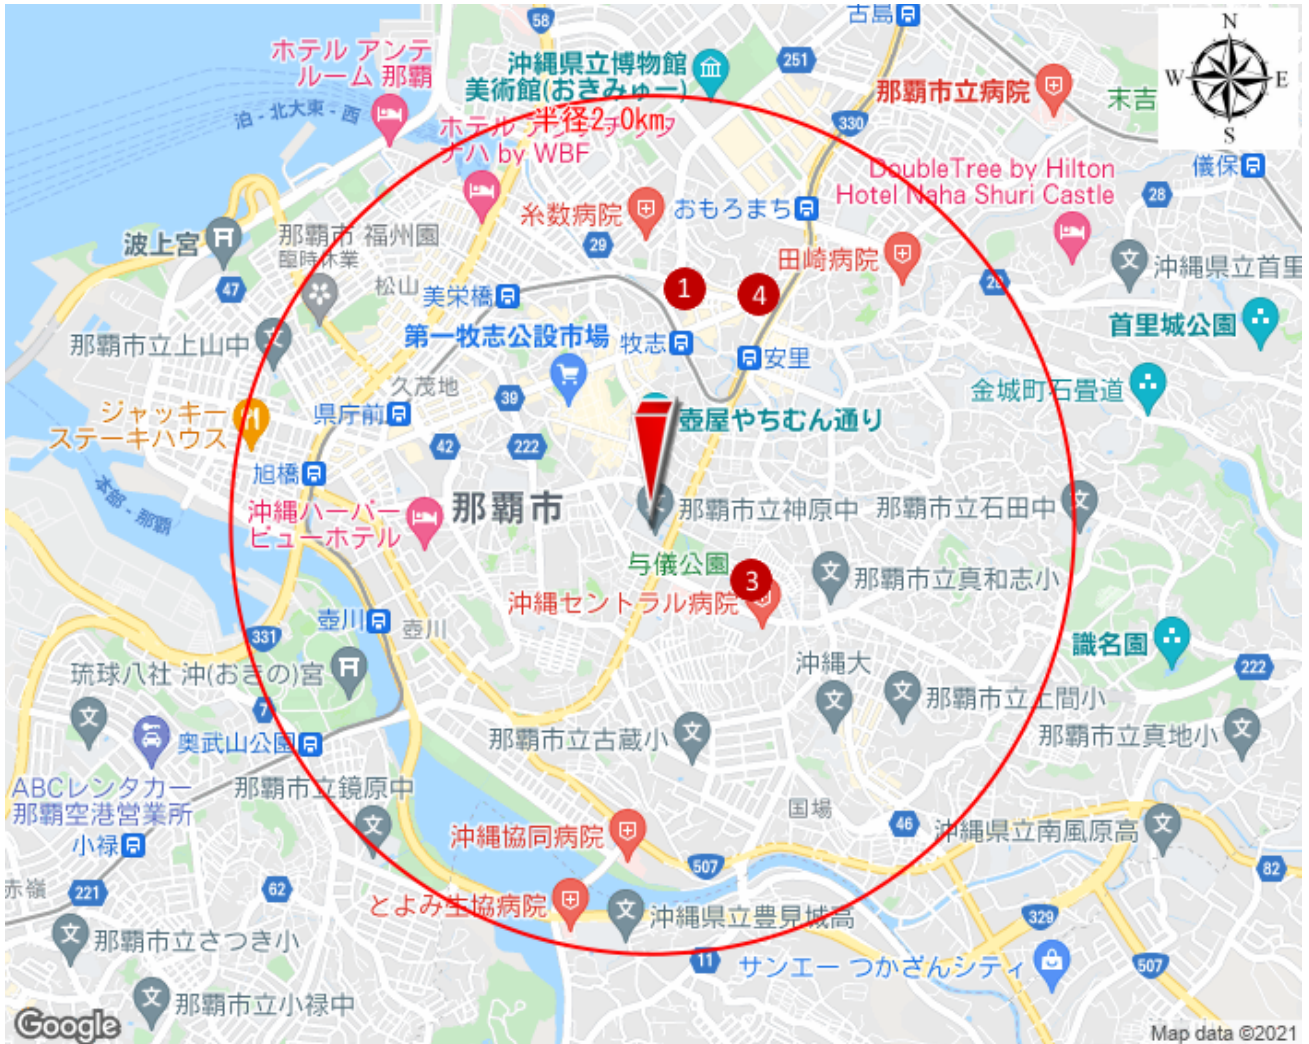 58
古島
N
W
E
S
ホテル アンテ
ルーム 那覇
沖縄県立博物館
美術館(おきみゅー)
251
那覇市立病院
末吉
泊 - 北大東 - 西
半径2.0km
ナハ by WBF
330
DoubleTree by Hilton
Hotel Naha Shuri Castle
儀保
28
糸数病院
おもろまち
波上宮
那覇市 福州園
臨時休業
29
田崎病院
沖縄県立首里
47
松山
美栄橋
1
4
29
首里城公園
那覇市立上山中
第一牧志公設市場
牧志
安里
久茂地
39
金城町石畳道
ジャッキー
ステーキハウス
県庁前
壺屋やちむん通り
42
222
旭橋
本部 - 那覇
沖縄ハーバー
ビューホテル
那覇市
那覇市立神原中
那覇市立石田中
与儀公園
3
那覇市立真和志小
沖縄セントラル病院
331
壺川
壺川
識名園
222
琉球八社 沖(おきの)宮
沖縄大
7
那覇市立上間小
奥武山公園
那覇市立古蔵小
那覇市立真地小
ABCレンタカー
那覇空港営業所
那覇市立鏡原中
国場
小禄
沖縄協同病院
46
沖縄県立南風原高
507
82
赤嶺
221
62
とよみ生協病院
沖縄県立豊見城高
329
那覇市立さつき小
11
サンエー つかざんシティ
507
那覇市立小禄中
Google
Map data ©2021